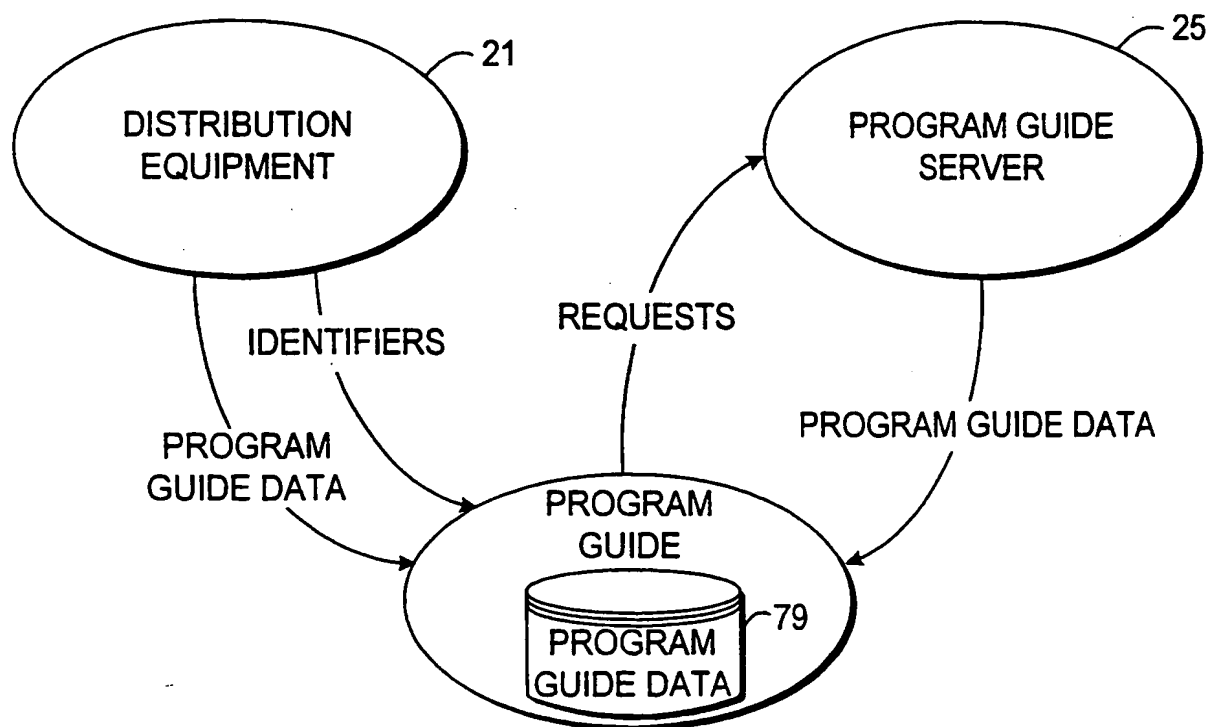 21
25
DISTRIBUTION
EQUIPMENT
PROGRAM GUIDE
SERVER
IDENTIFIERS
REQUESTS
PROGRAM
GUIDE DATA
PROGRAM GUIDE DATA
PROGRAM
GUIDE
79
PROGRAM
GUIDE DATA